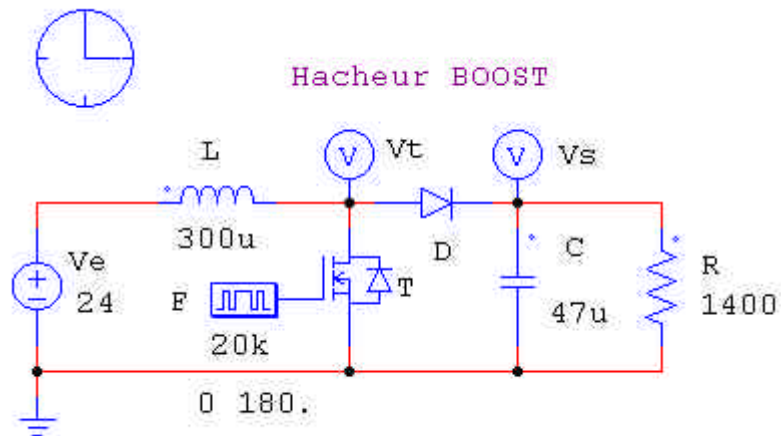 Hacheur BOOST
L
Vt
Vs
300u
D
C
R
Ve
24
F
T
47u
1400
20k
0 180.
V
V